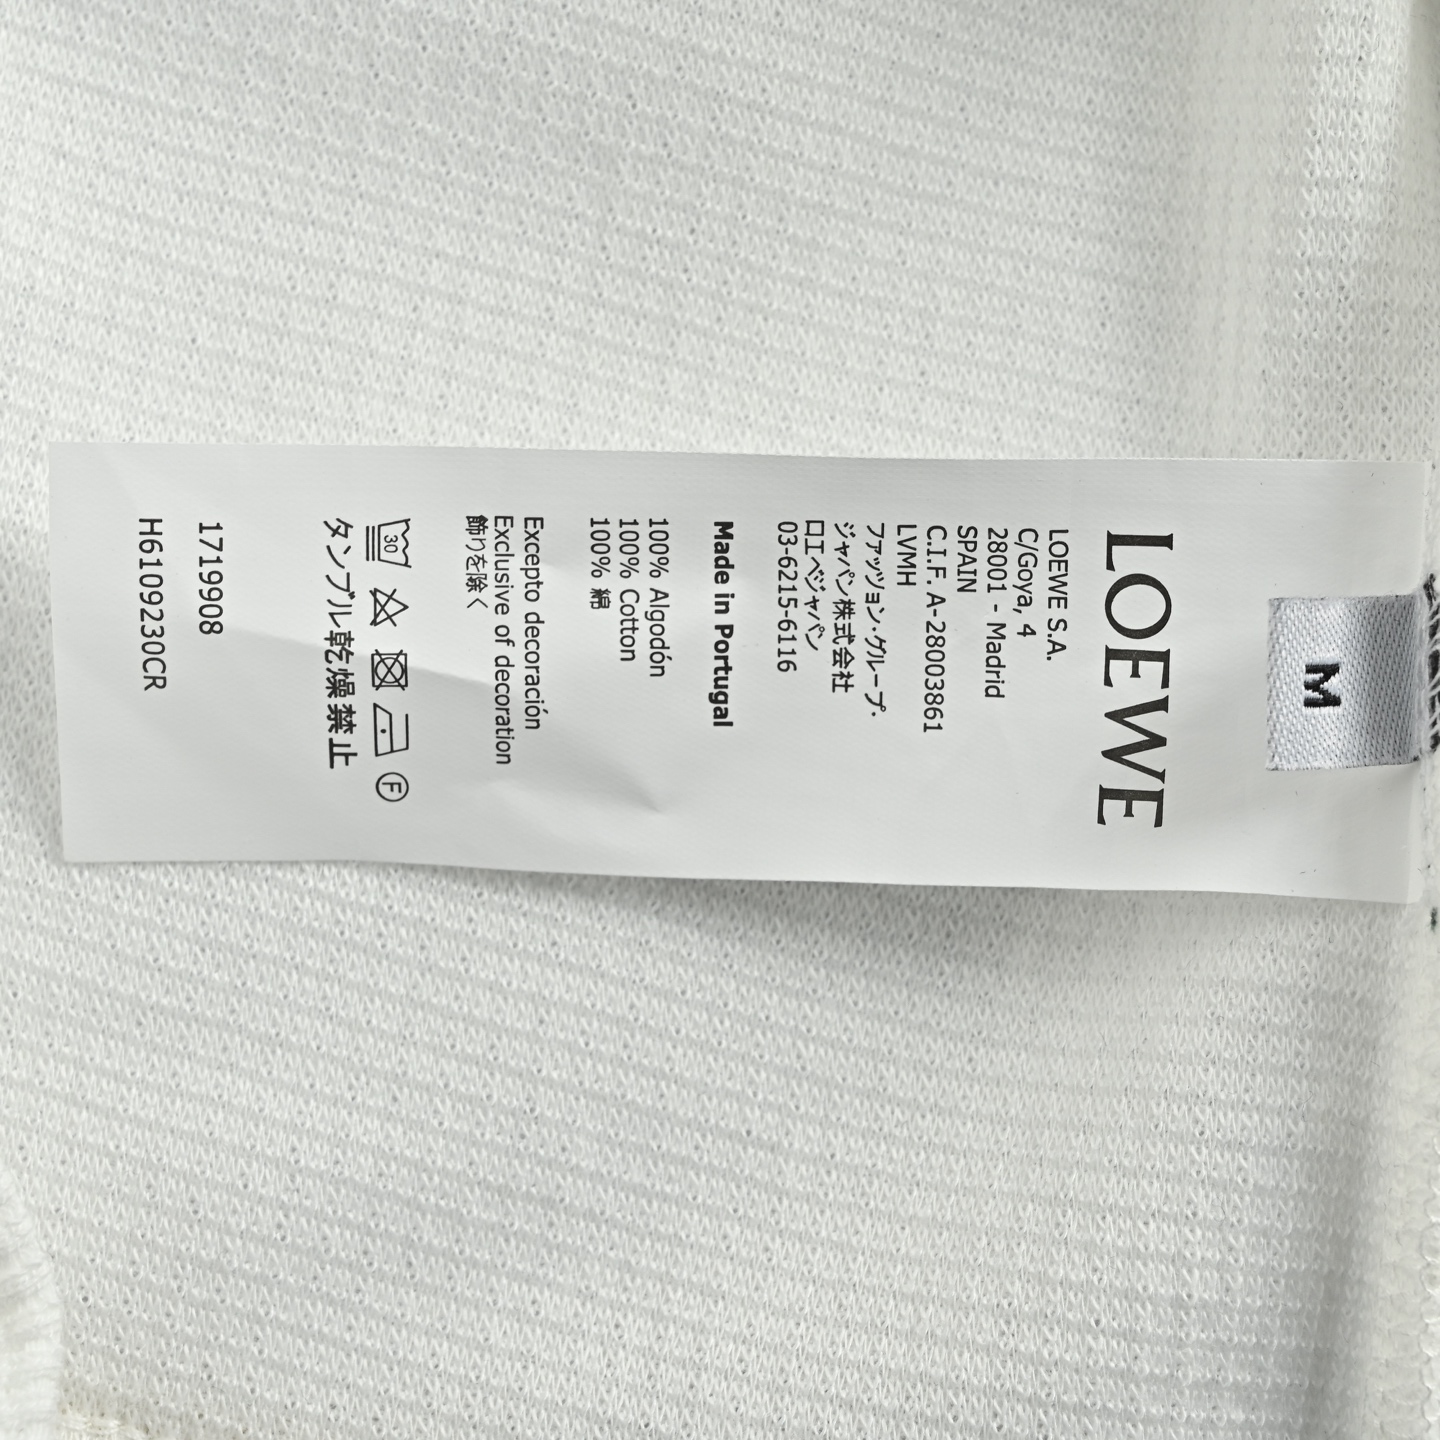 M
LOEWE
LOEWE S.A.
C/Goya, 4
28001 - Madrid
SPAIN
C.I.F. A-28003861
LVMH
ファッション・グループ・
ジャパン株式会社
ロエベジャパン
03-6215-6116
Made in Portugal
100% Algodón
100% Cotton
100% 綿
Excepto decoración
Exclusive of decoration
飾りを除く
30
F
タンブル乾燥禁止
1719908
H6109230CR